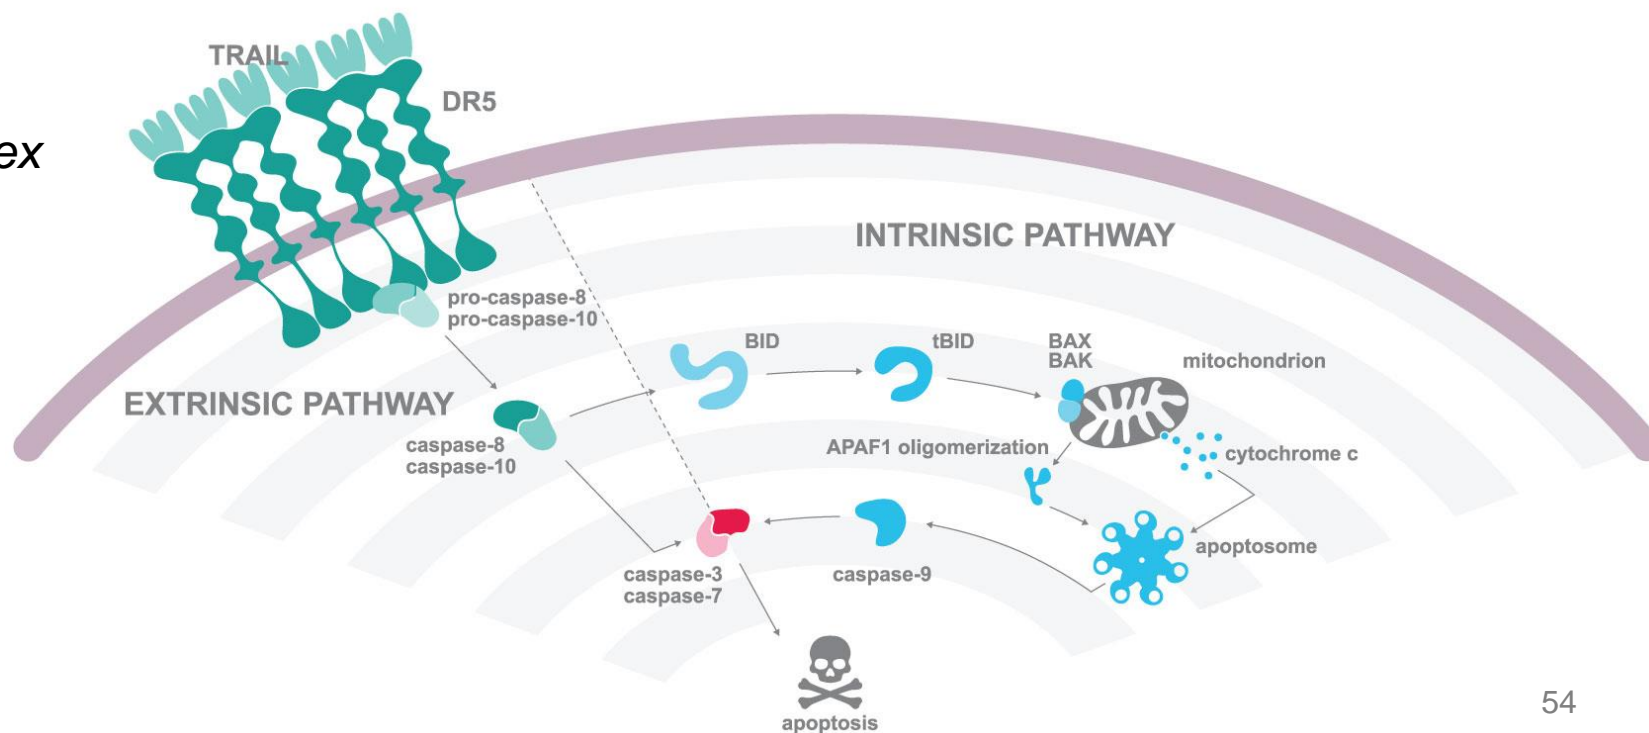 TRAIL
DR5
ex
INTRINSIC PATHWAY
pro-caspase-8
pro-caspase-10
BID
tBID
BAX
BAK
mitochondrion
EXTRINSIC PATHWAY
caspase-8
caspase-10
APAF1 oligomerization
cytochrome c
apoptosome
caspase-3
caspase-7
caspase-9
apoptosis
54